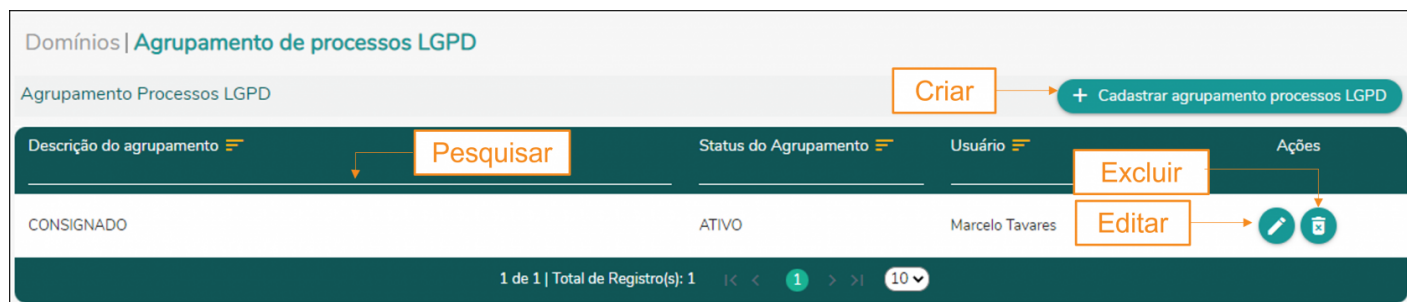 Domínios | Agrupamento de processos LGPD
Agrupamento Processos LGPD
Criar
+ Cadastrar agrupamento processos LGPD
Descrição do agrupamento
Pesquisar
Status do Agrupamento
Usuário
Ações
Excluir
CONSIGNADO
ATIVO
Marcelo Tavares
Editar
1 de 1 | Total de Registro(s): 1
1
10